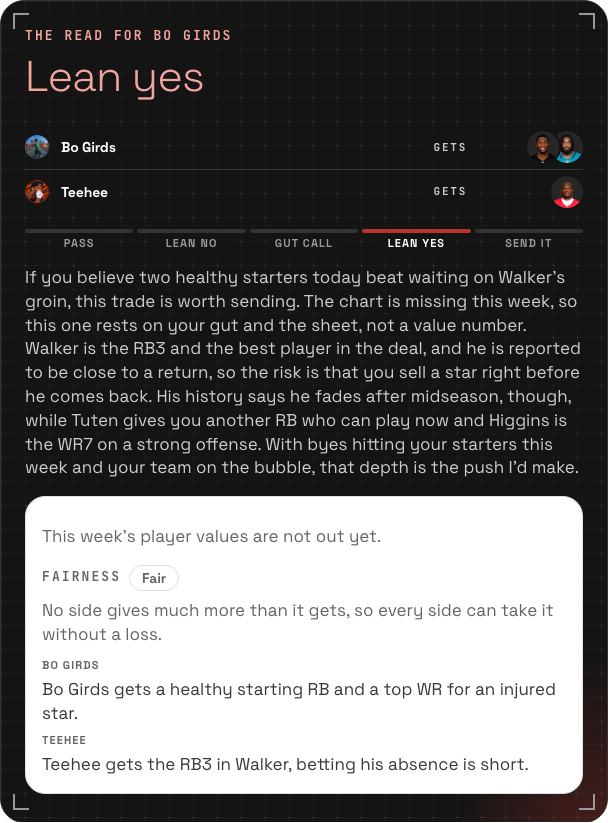 THE READ FOR BO GIRDS
Lean yes
Bo Girds GETS
Teehee GETS
PASS LEAN NO GUT CALL LEAN YES SEND IT
If you believe two healthy starters today beat waiting on Walker's
groin, this trade is worth sending. The chart is missing this week, so
this one rests on your gut and the sheet, not a value number.
Walker is the RB3 and the best player in the deal, and he is reported
to be close to a return, so the risk is that you sell a star right before
he comes back. His history says he fades after midseason, though,
while Tuten gives you another RB who can play now and Higgins is
the WR7 on a strong offense. With byes hitting your starters this
week and your team on the bubble, that depth is the push I'd make.
This week's player values are not out yet.
FAIRNESS Fair
No side gives much more than it gets, so every side can take it
without a loss.
BO GIRDS
Bo Girds gets a healthy starting RB and a top WR for an injured
star.
TEEHEE
Teehee gets the RB3 in Walker, betting his absence is short.